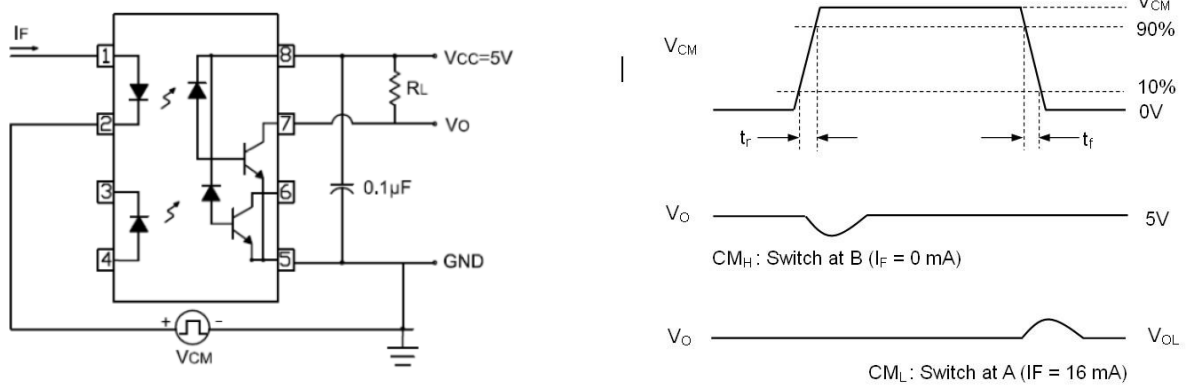 IF
1
2
3
4
8
7
6
5
VCC=5V
RL
VO
0.1µF
GND
+
-
VCM
|
VCM
VCM
90%
10%
0V
tr
tf
VO
5V
CMH: Switch at B (IF = 0 mA)
VO
VOL
CML: Switch at A (IF = 16 mA)